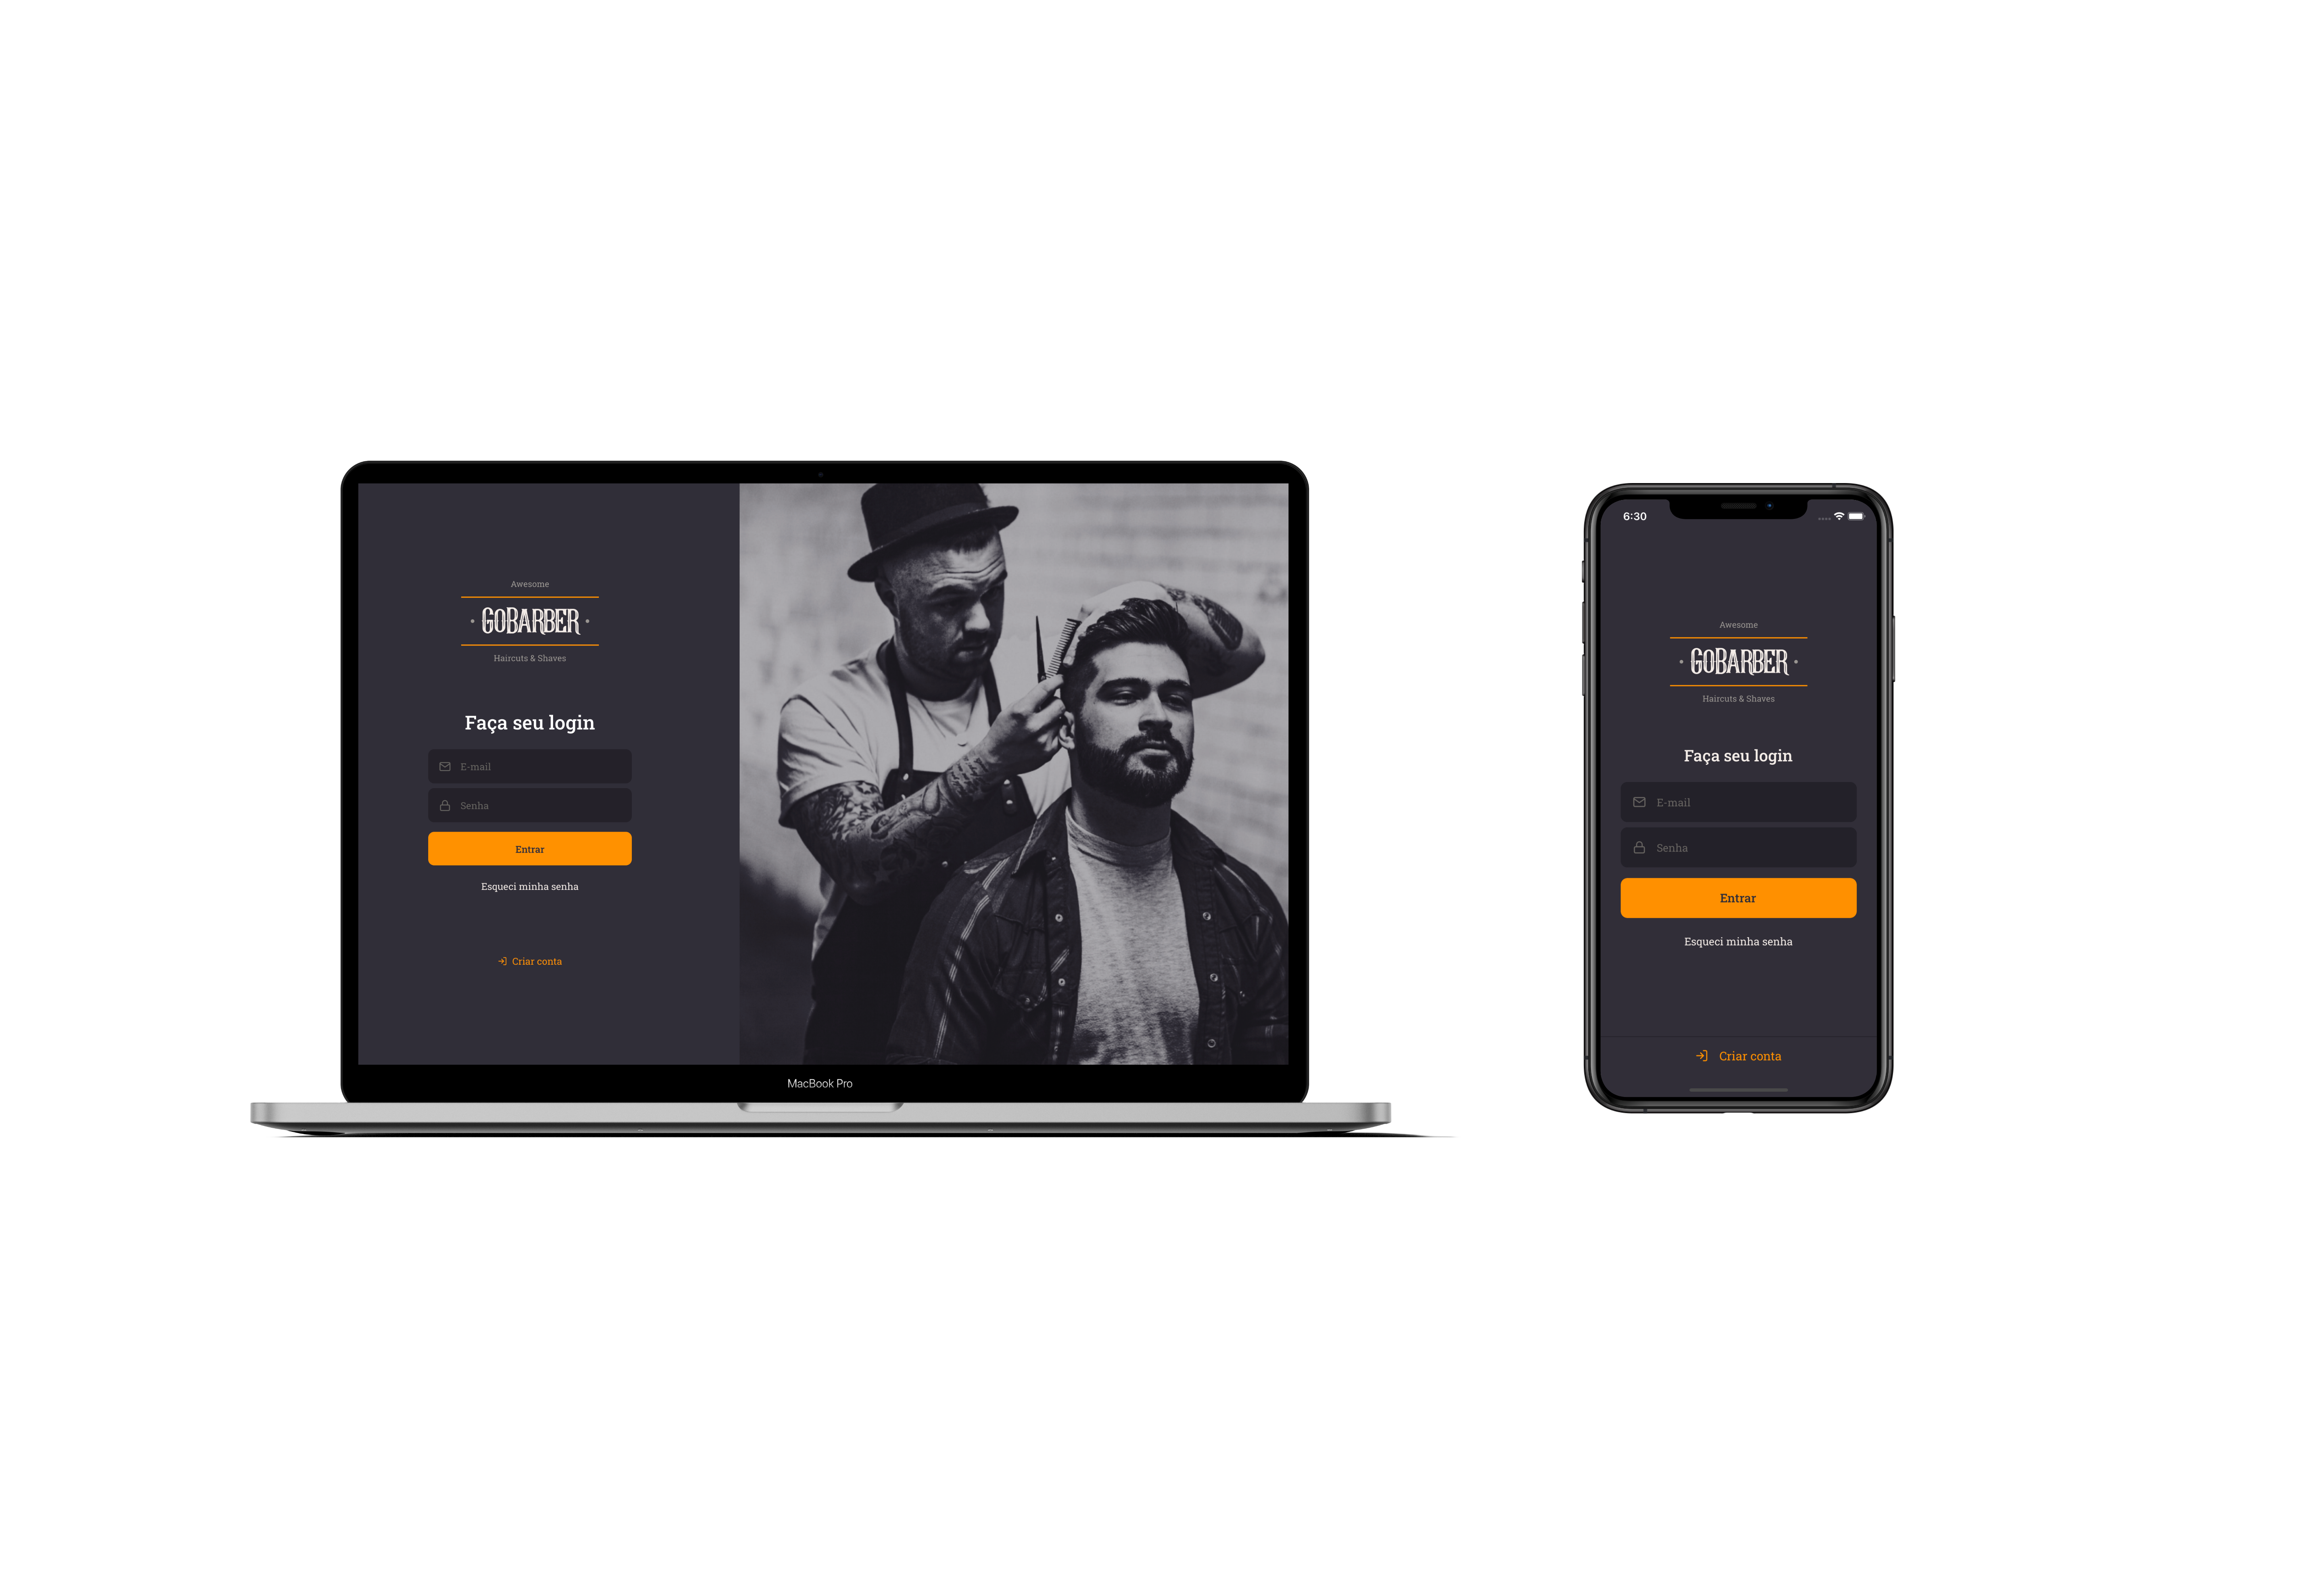 Awesome
GOBARBER
Haircuts & Shaves
Faça seu login
E-mail
Senha
Entrar
Esqueci minha senha
Criar conta
MacBook Pro
6:30
Awesome
GOBARBER
Haircuts & Shaves
Faça seu login
E-mail
Senha
Entrar
Esqueci minha senha
Criar conta